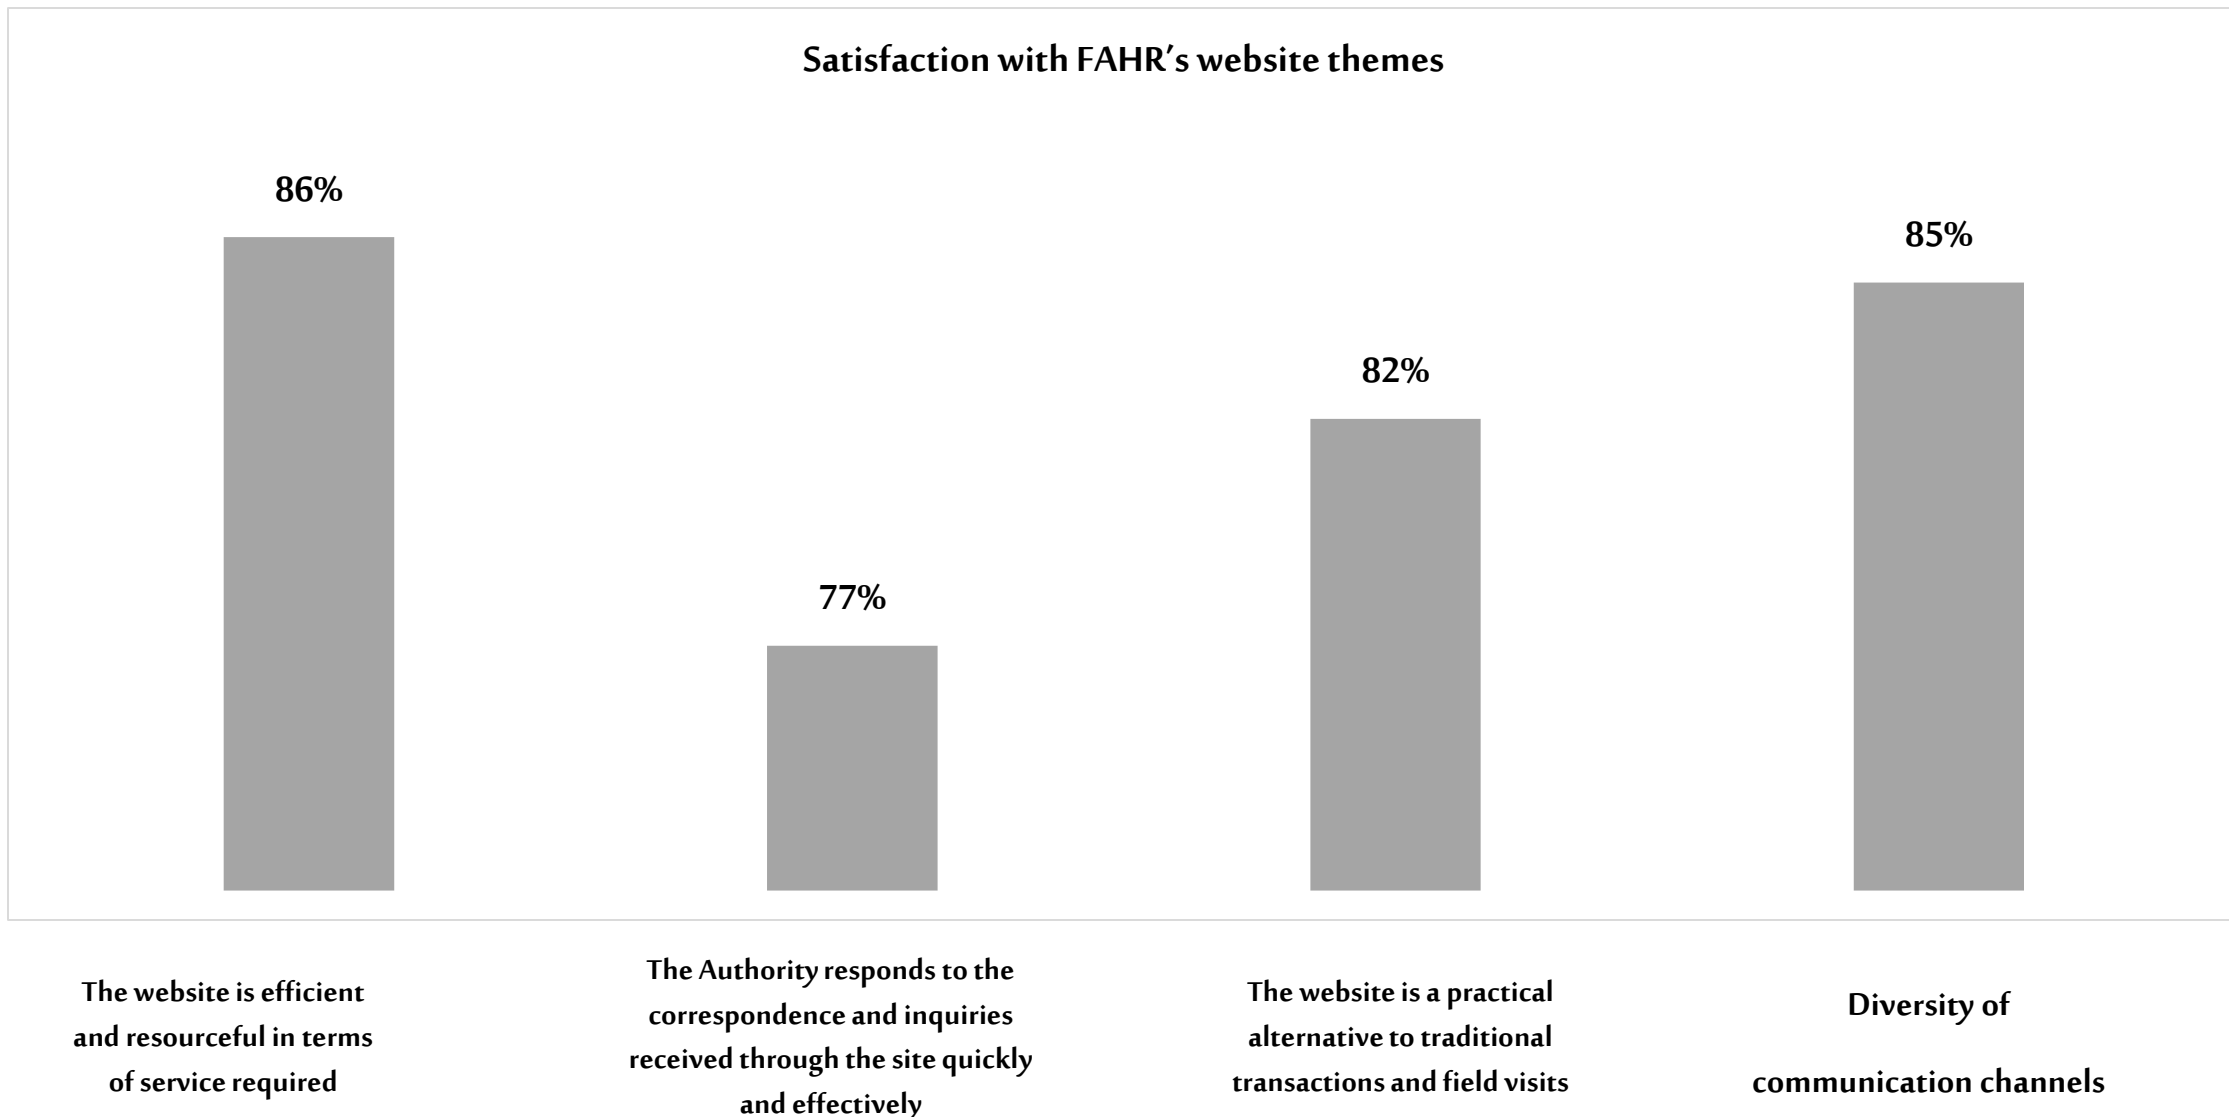 Satisfaction with FAHR’s website themes
86%
77%
82%
85%
The website is efficient
and resourceful in terms
of service required
The Authority responds to the
correspondence and inquiries
received through the site quickly
and effectively
The website is a practical
alternative to traditional
transactions and field visits
Diversity of
communication channels